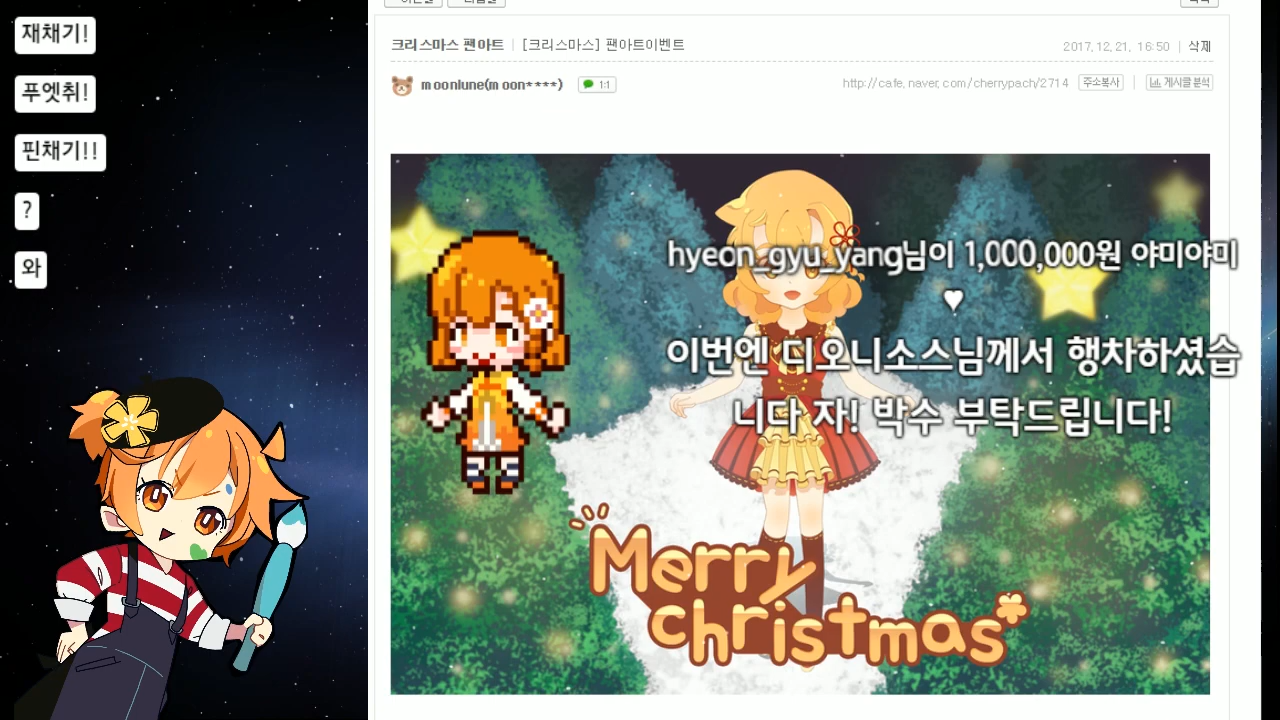 재채기!
푸엣취!
핀채기!!
?
와
크리스마스 팬아트 | [크리스마스] 팬아트이벤트
2017.12.21. 16:50 | 삭제
moonlune(moon****) 1:1
http://cafe.naver.com/cherrypach/2714 주소복사 | 게시글 분석
hyeon_gyu_yang님이 1,000,000원 야미야미
♥
이번엔 디오니소스님께서 행차하셨습
니다 자! 박수 부탁드립니다!
Merry
christmas